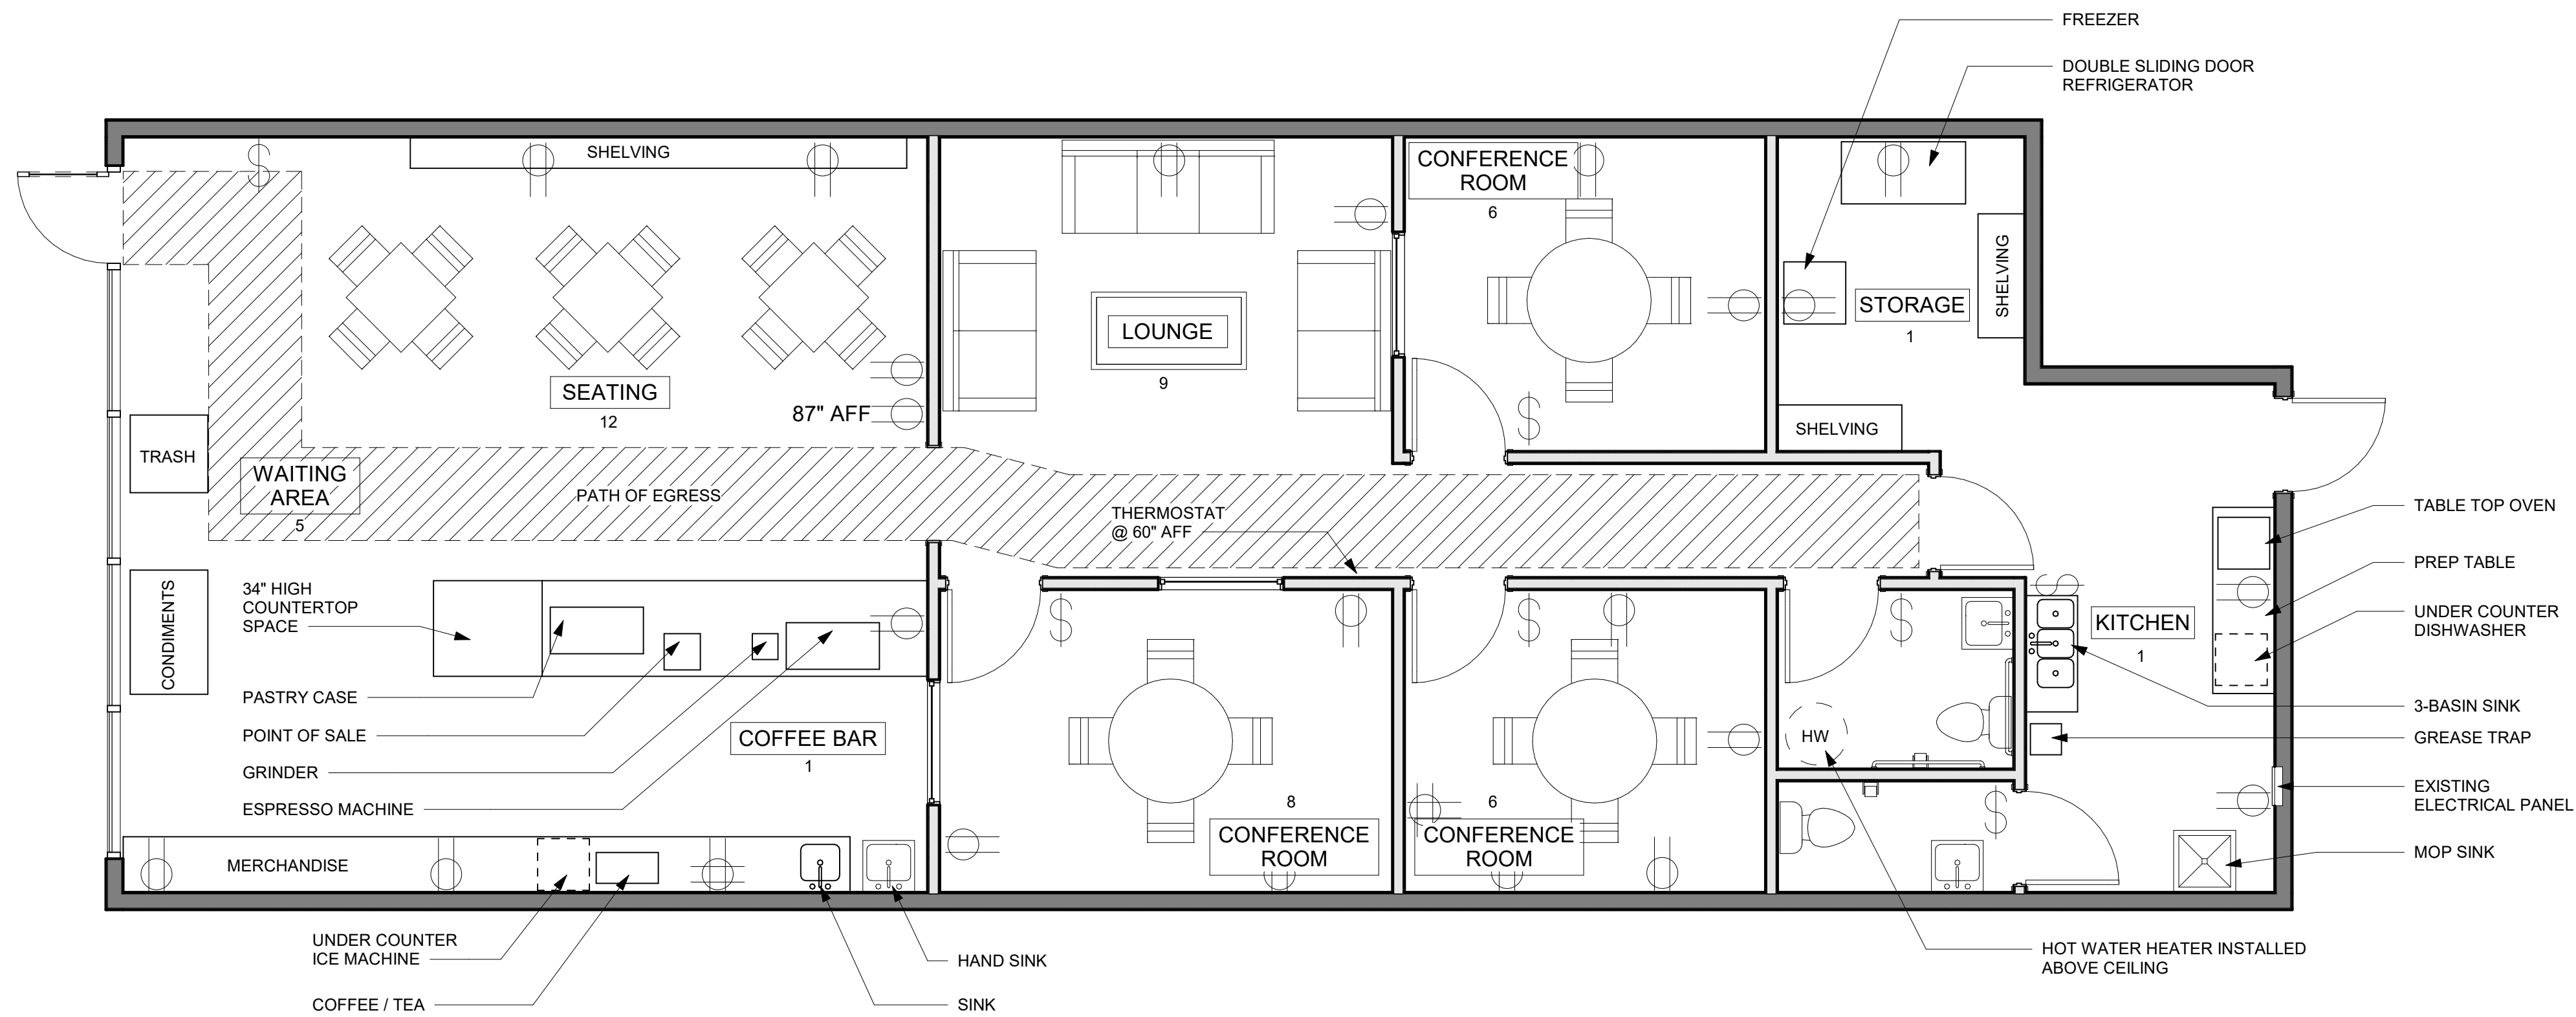 FREEZER
DOUBLE SLIDING DOOR
REFRIGERATOR
SHELVING
CONFERENCE
ROOM
6
SHELVING
STORAGE
1
LOUNGE
9
SEATING
12
87" AFF
SHELVING
TRASH
WAITING
AREA
5
PATH OF EGRESS
THERMOSTAT
@ 60" AFF
TABLE TOP OVEN
PREP TABLE
UNDER COUNTER
DISHWASHER
34" HIGH
COUNTERTOP
SPACE
CONDIMENTS
KITCHEN
1
PASTRY CASE
POINT OF SALE
GRINDER
ESPRESSO MACHINE
COFFEE BAR
1
HW
3-BASIN SINK
GREASE TRAP
EXISTING
ELECTRICAL PANEL
8
CONFERENCE
ROOM
6
CONFERENCE
ROOM
MERCHANDISE
MOP SINK
UNDER COUNTER
ICE MACHINE
COFFEE / TEA
HAND SINK
SINK
HOT WATER HEATER INSTALLED
ABOVE CEILING